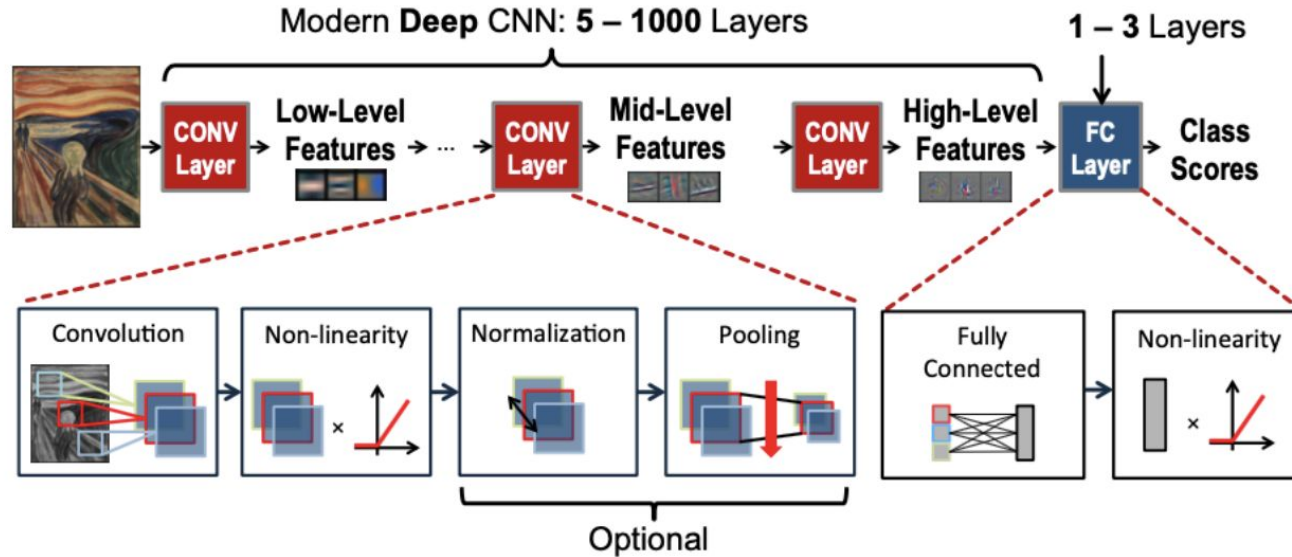 Modern Deep CNN: 5 – 1000 Layers
1 – 3 Layers
CONV
Layer
Low-Level
Features
...
CONV
Layer
Mid-Level
Features
CONV
Layer
High-Level
Features
FC
Layer
Class
Scores
Convolution
Non-linearity
×
Normalization
Pooling
Fully
Connected
Non-linearity
×
Optional